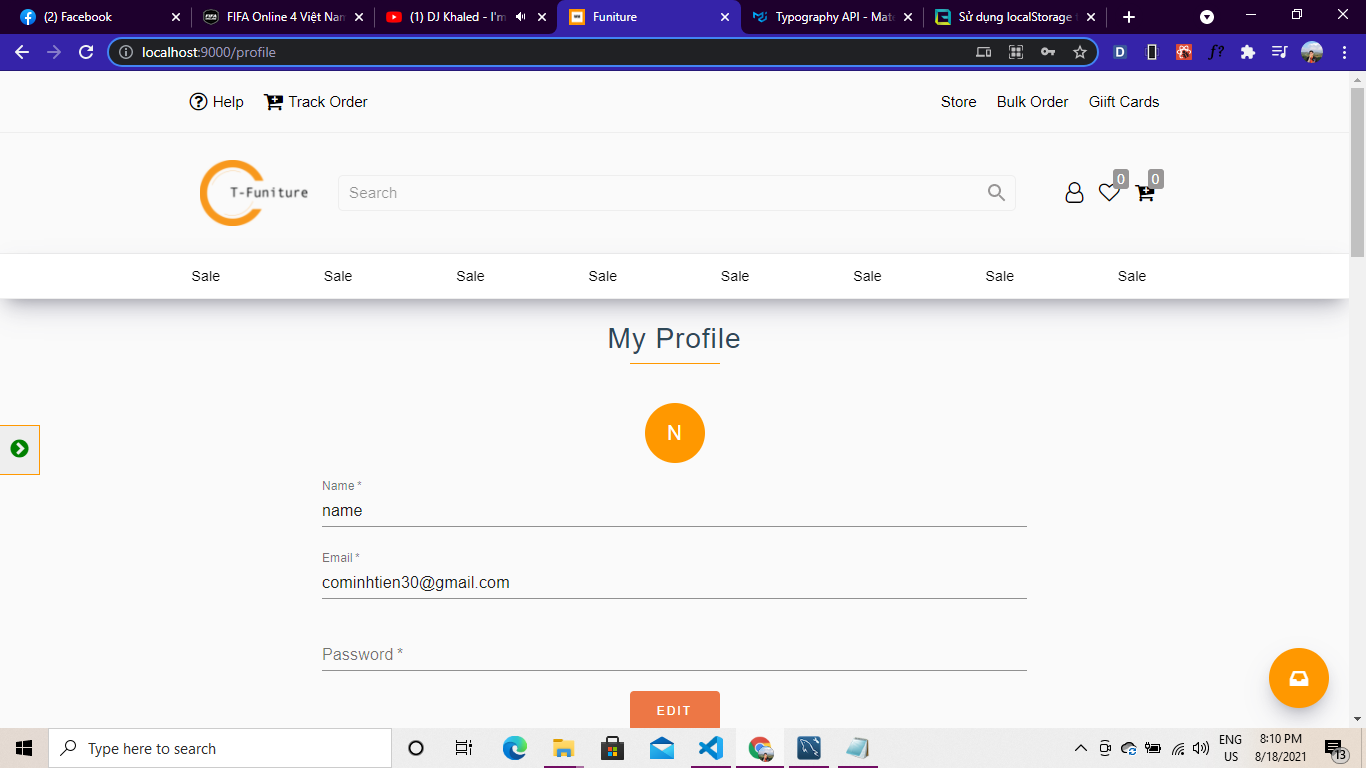 (2) Facebook
FIFA Online 4 Việt Nam
(1) DJ Khaled - I'm
Funiture
Typography API - Mate
Sử dụng localStorage
localhost:9000/profile
D
f?
Help
Track Order
Store
Bulk Order
Giift Cards
T-Funiture
Search
0
0
Sale
Sale
Sale
Sale
Sale
Sale
Sale
Sale
My Profile
N
Name *
name
Email *
cominhtien30@gmail.com
Password *
EDIT
Type here to search
ENG
US
8:10 PM
8/18/2021
13